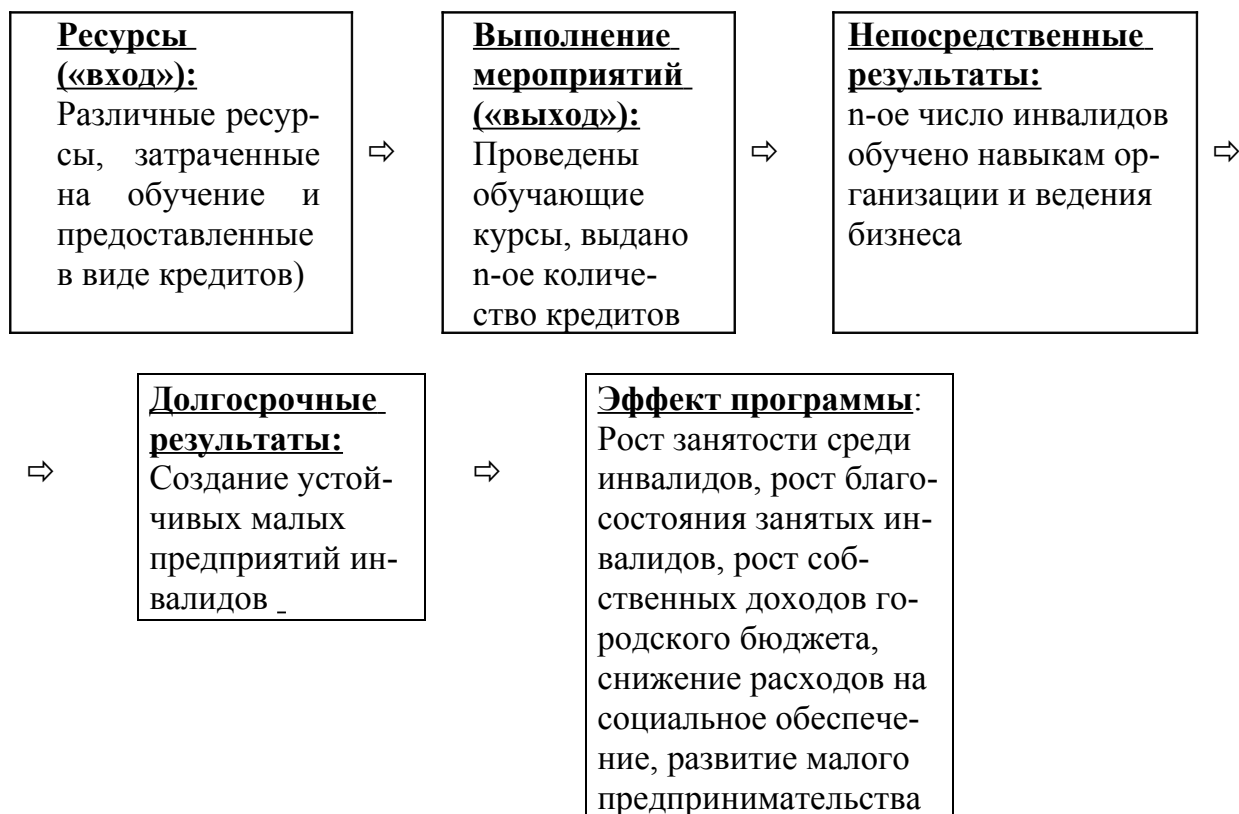 Ресурсы
(«вход»):
Различные ресур-
сы, затраченные
на обучение и
предоставленные
в виде кредитов)
⇨
Выполнение
мероприятий
(«выход»):
Проведены
обучающие
курсы, выдано
n-ое количе-
ство кредитов
⇨
Непосредственные
результаты:
n-ое число инвалидов
обучено навыкам ор-
ганизации и ведения
бизнеса
⇨
⇨
Долгосрочные
результаты:
Создание устой-
чивых малых
предприятий ин-
валидов
⇨
Эффект программы:
Рост занятости среди
инвалидов, рост благо-
состояния занятых ин-
валидов, рост соб-
ственных доходов го-
родского бюджета,
снижение расходов на
социальное обеспече-
ние, развитие малого
предпринимательства